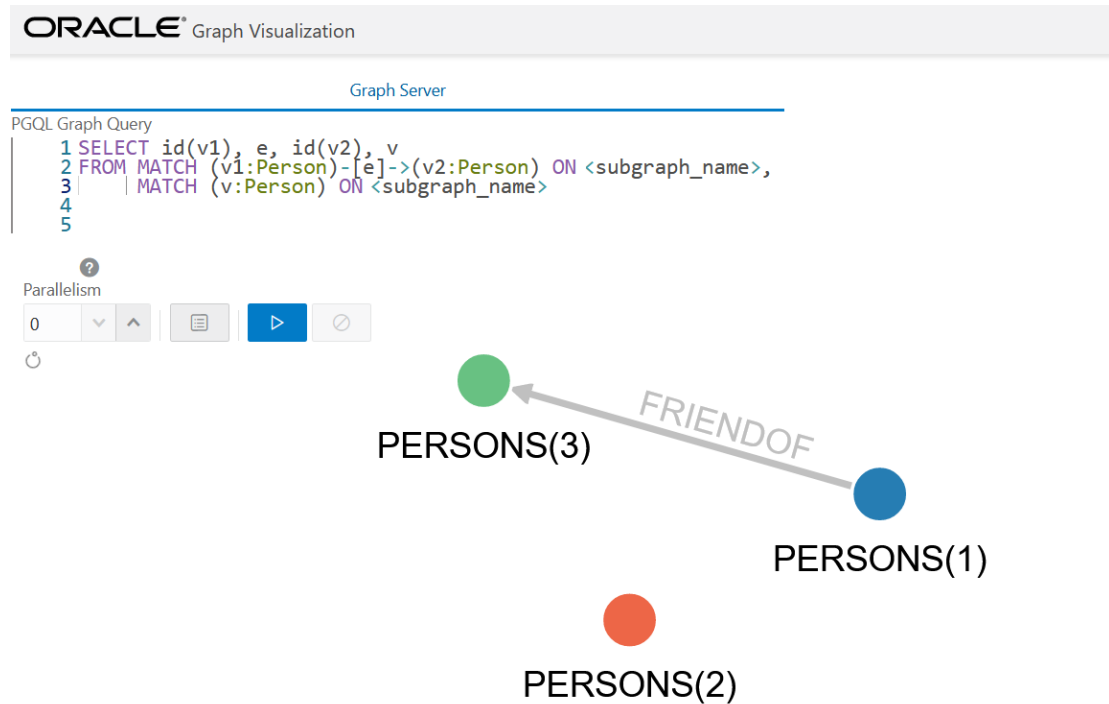 ORACLE® Graph Visualization
Graph Server
PGQL Graph Query
1 SELECT id(v1), e, id(v2), v
2 FROM MATCH (v1:Person)-[e]->(v2:Person) ON <subgraph_name>,
3 MATCH (v:Person) ON <subgraph_name>
4
5
?
Parallelism
0
FRIENDOF
PERSONS(3)
PERSONS(1)
PERSONS(2)